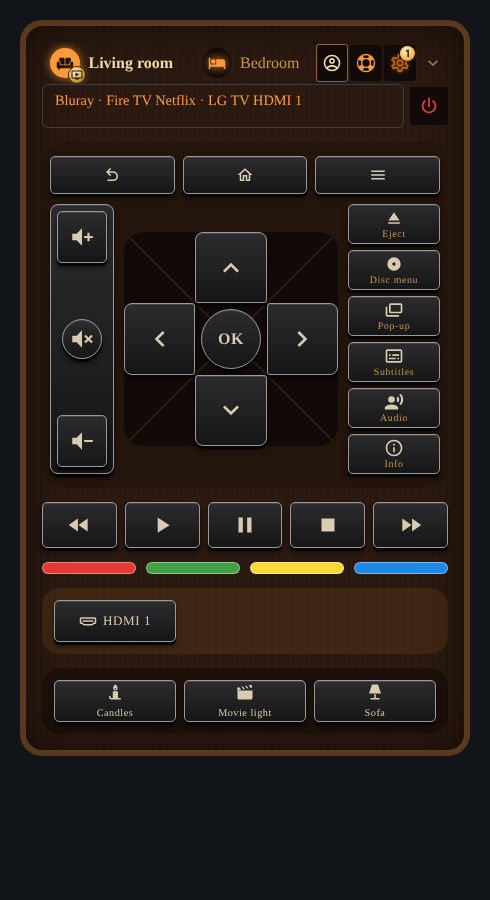 Living room
Bedroom
1
Bluray · Fire TV Netflix · LG TV HDMI 1
Eject
Disc menu
Pop-up
OK
Subtitles
Audio
Info
HDMI 1
Candles
Movie light
Sofa